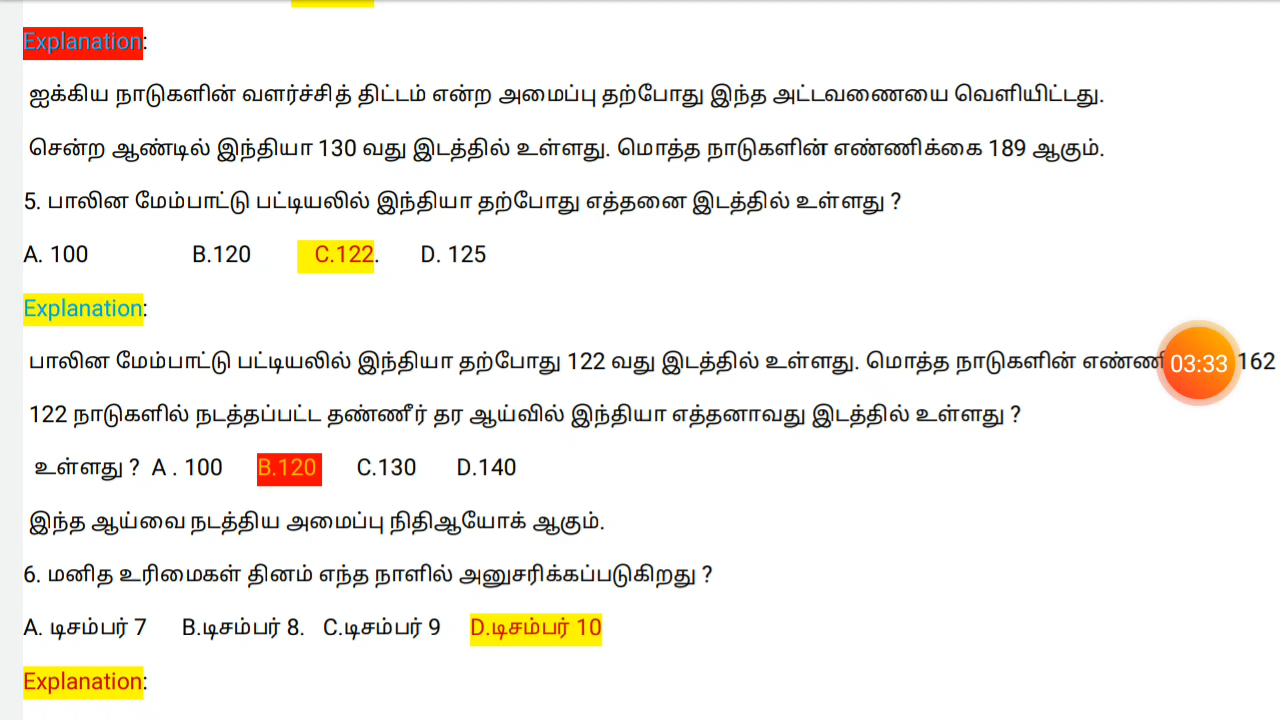 Explanation:
ஐக்கிய நாடுகளின் வளர்ச்சித் திட்டம் என்ற அமைப்பு தற்போது இந்த அட்டவணையை வெளியிட்டது.
சென்ற ஆண்டில் இந்தியா 130 வது இடத்தில் உள்ளது. மொத்த நாடுகளின் எண்ணிக்கை 189 ஆகும்.
5. பாலின மேம்பாட்டு பட்டியலில் இந்தியா தற்போது எத்தனை இடத்தில் உள்ளது ?
A. 100 B.120 C.122. D. 125
Explanation:
பாலின மேம்பாட்டு பட்டியலில் இந்தியா தற்போது 122 வது இடத்தில் உள்ளது. மொத்த நாடுகளின் 03:33 162
122 நாடுகளில் நடத்தப்பட்ட தண்ணீர் தர ஆய்வில் இந்தியா எத்தனாவது இடத்தில் உள்ளது ?
உள்ளது ? A . 100 B.120 C.130 D.140
இந்த ஆய்வை நடத்திய அமைப்பு நிதிஆயோக் ஆகும்.
6. மனித உரிமைகள் தினம் எந்த நாளில் அனுசரிக்கப்படுகிறது ?
A. டிசம்பர் 7 B.டிசம்பர் 8. C.டிசம்பர் 9 D.டிசம்பர் 10
Explanation: